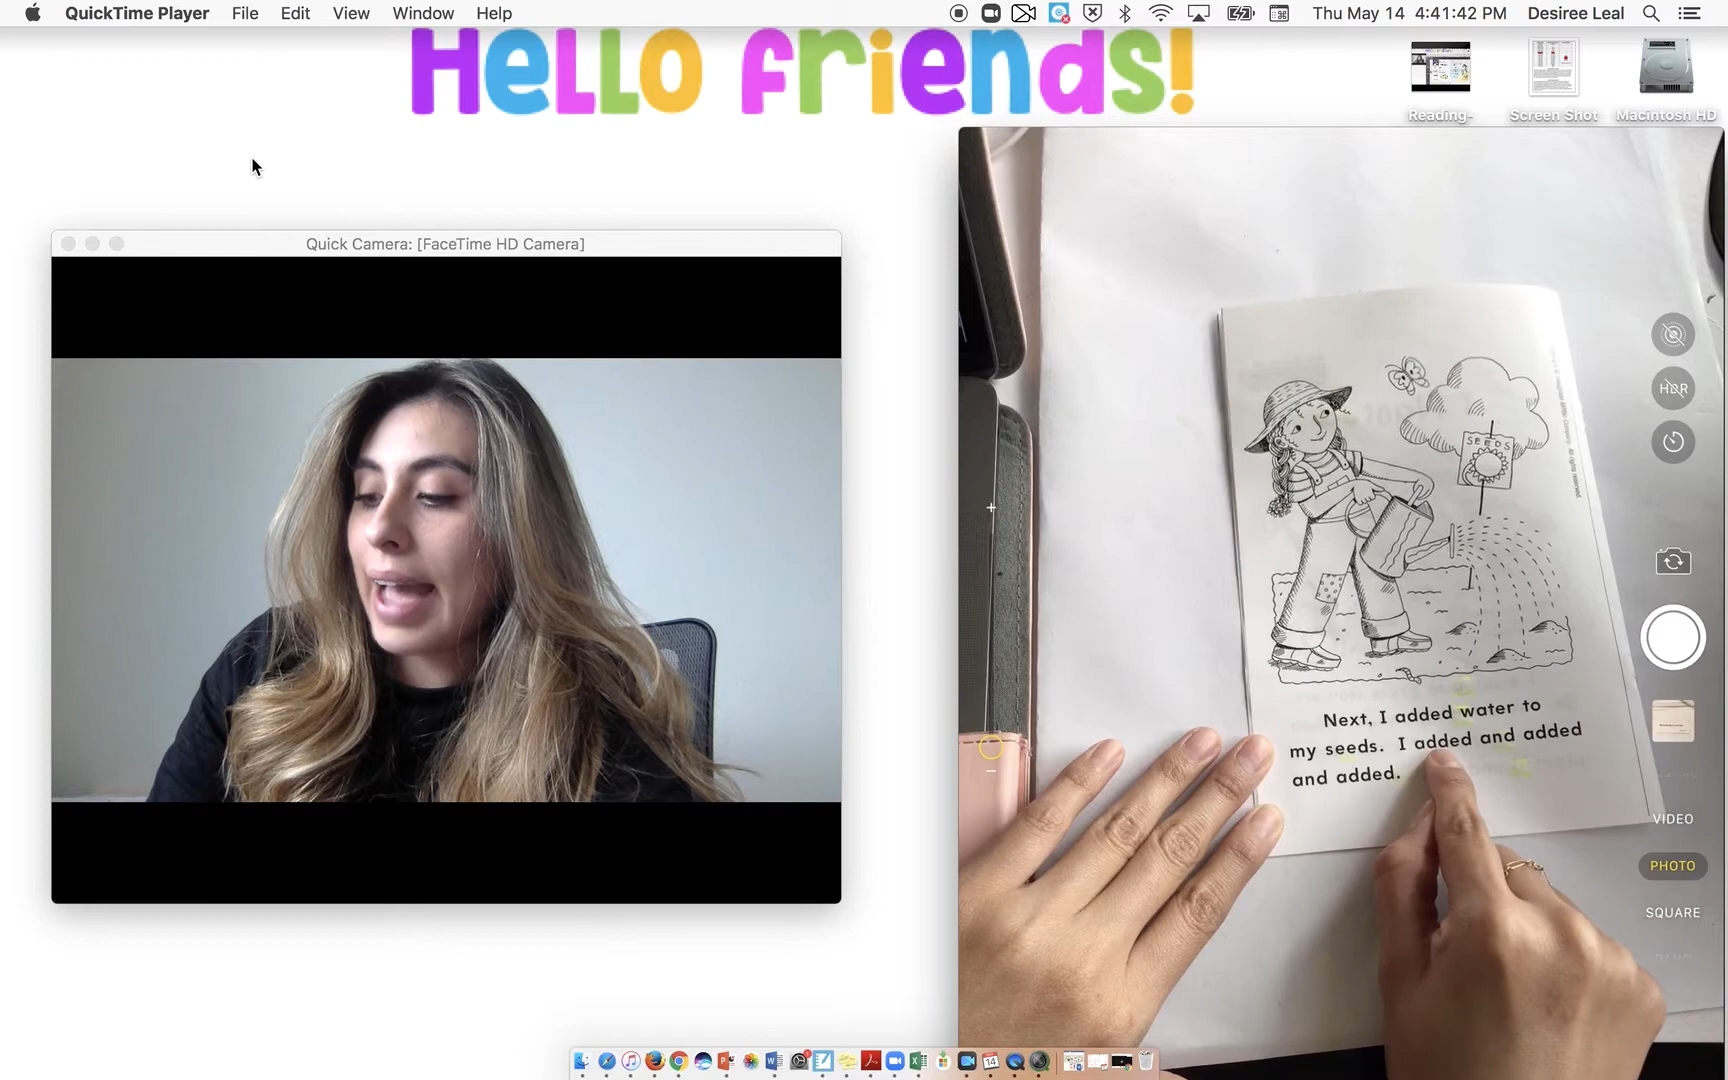 QuickTime Player File Edit View Window Help Thu May 14 4:41:42 PM Desiree Leal
Hello friends!
Reading- Screen Shot Macintosh HD
Quick Camera: [FaceTime HD Camera]
SEEDS
HDR
Next, I added water to
my seeds. I added and added
and added.
VIDEO
PHOTO
SQUARE